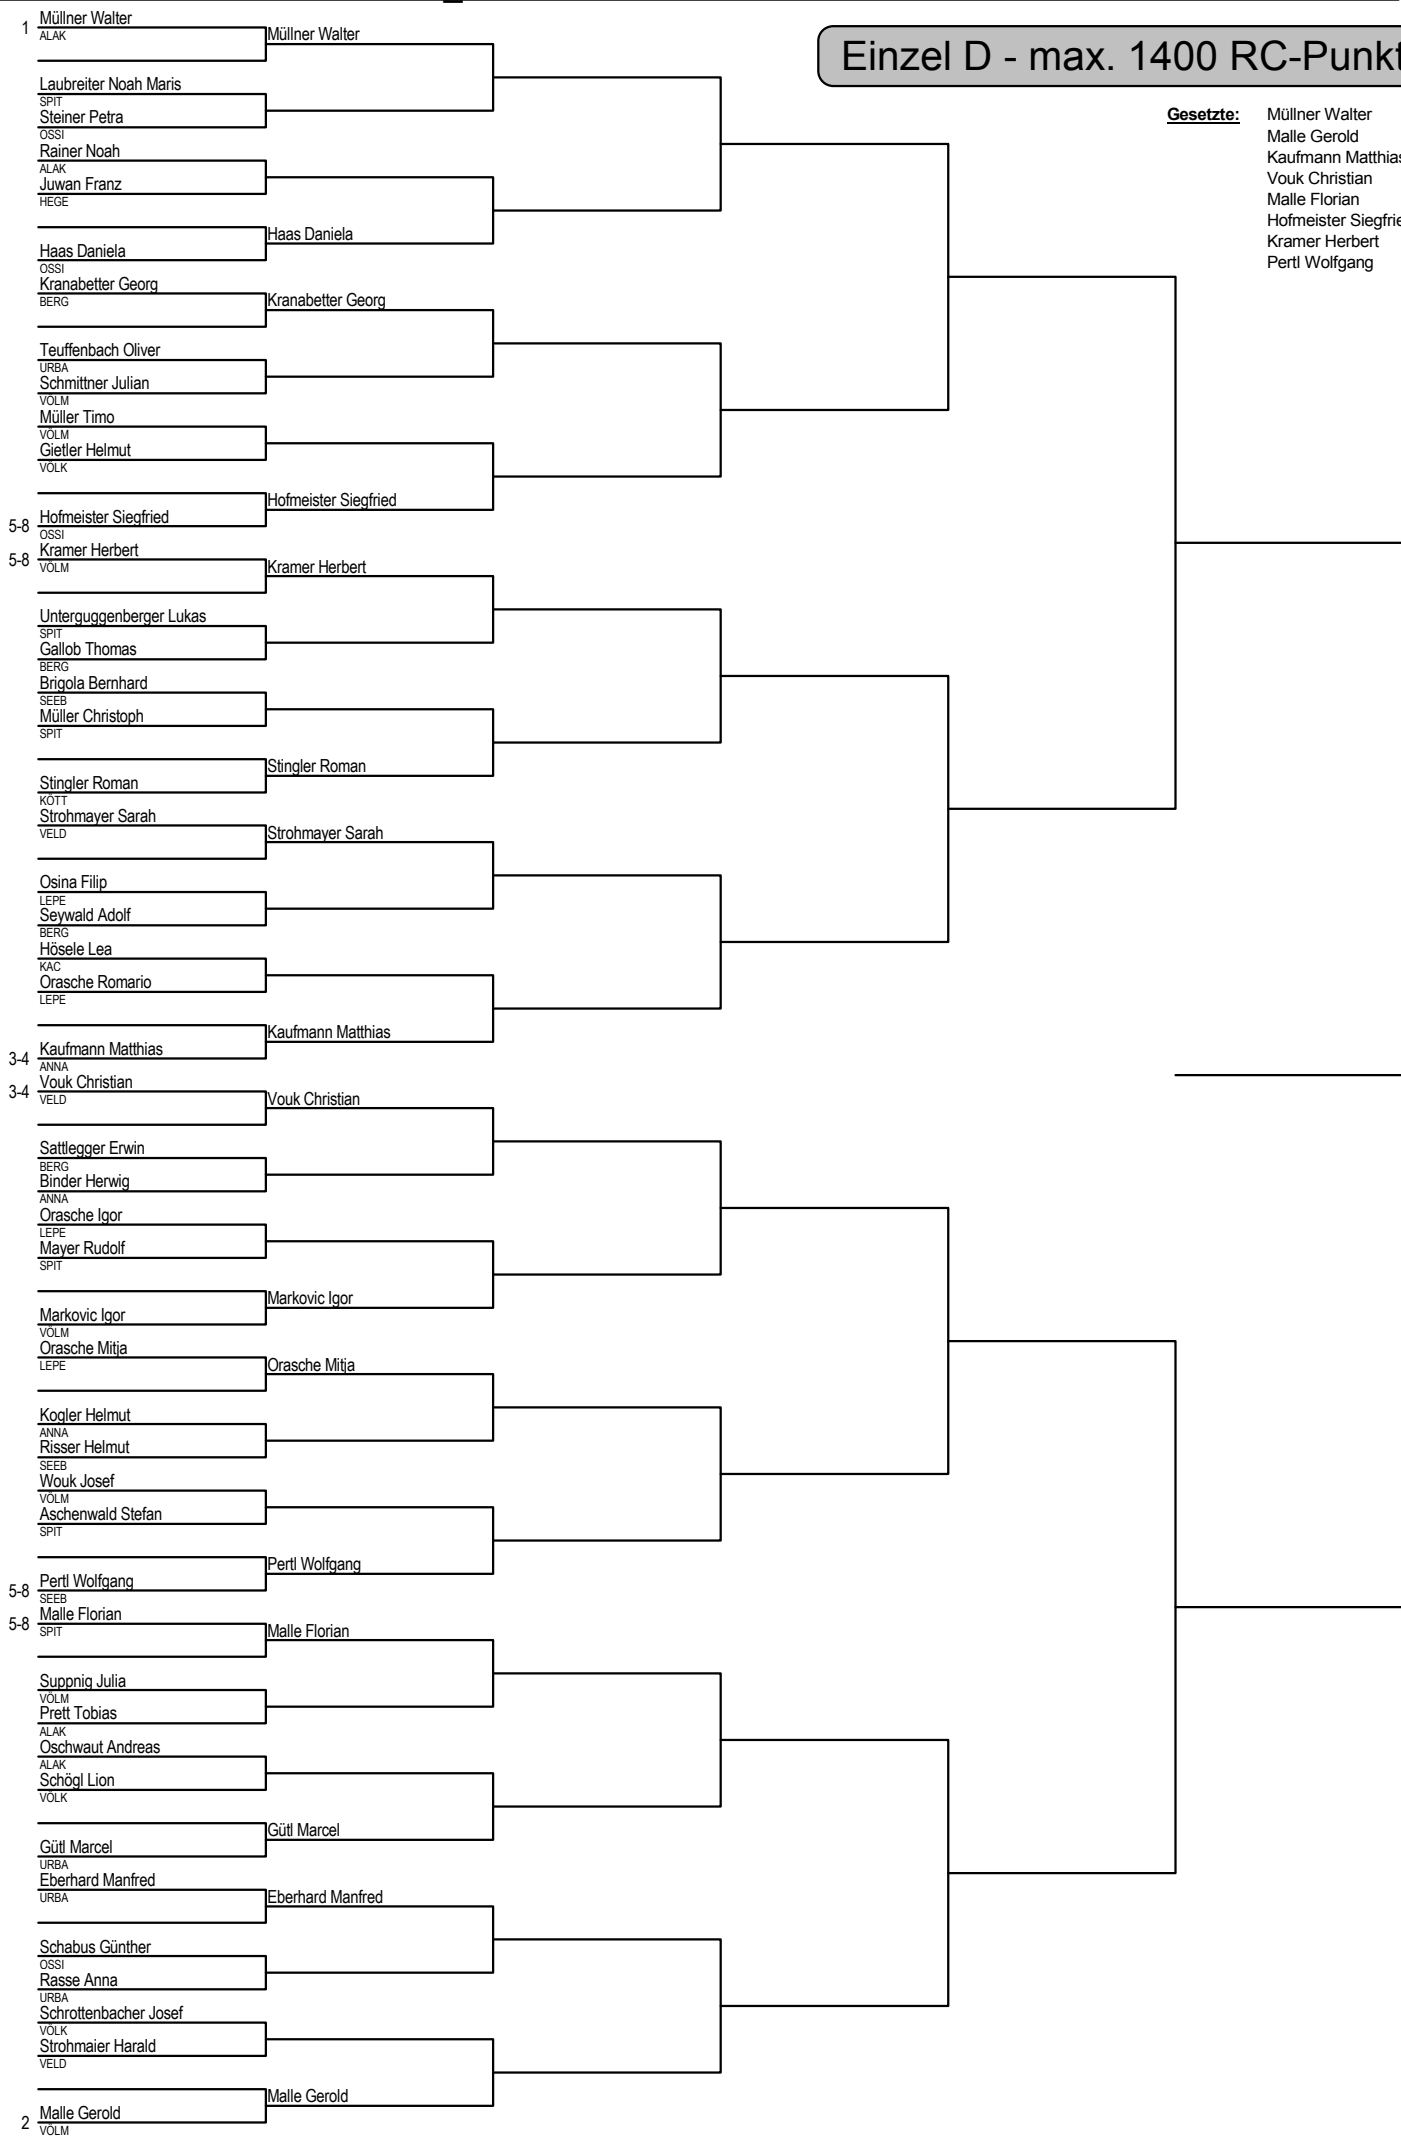 Einzel D - max. 1400 RC-Punkt
Gesetzte: Müllner Walter
Malle Gerold
Kaufmann Matthias
Vouk Christian
Malle Florian
Hofmeister Siegfrie
Kramer Herbert
Pertl Wolfgang
Müllner Walter
1
ALAK
Müllner Walter
Laubreiter Noah Maris
SPIT
Steiner Petra
OSSI
Rainer Noah
ALAK
Juwan Franz
HEGE
Haas Daniela
Haas Daniela
OSSI
Kranabetter Georg
BERG
Kranabetter Georg
Teuffenbach Oliver
URBA
Schmittner Julian
VÖLM
Müller Timo
VÖLM
Gietler Helmut
VÖLK
Hofmeister Siegfried
5-8 Hofmeister Siegfried
OSSI
Kramer Herbert
5-8 VÖLM
Kramer Herbert
Unterguggenberger Lukas
SPIT
Gallob Thomas
BERG
Brigola Bernhard
SEEB
Müller Christoph
SPIT
Stingler Roman
Stingler Roman
KÖTT
Strohmayer Sarah
VELD
Strohmayer Sarah
Osina Filip
LEPE
Seywald Adolf
BERG
Hösele Lea
KAC
Orasche Romario
LEPE
Kaufmann Matthias
3-4 Kaufmann Matthias
ANNA
Vouk Christian
3-4 VELD
Vouk Christian
Sattlegger Erwin
BERG
Binder Herwig
ANNA
Orasche Igor
LEPE
Mayer Rudolf
SPIT
Markovic Igor
Markovic Igor
VÖLM
Orasche Mitja
LEPE
Orasche Mitja
Kogler Helmut
ANNA
Risser Helmut
SEEB
Wouk Josef
VÖLM
Aschenwald Stefan
SPIT
Pertl Wolfgang
5-8 Pertl Wolfgang
SEEB
Malle Florian
5-8 SPIT
Malle Florian
Suppnig Julia
VÖLM
Prett Tobias
ALAK
Oschwaut Andreas
ALAK
Schögl Lion
VÖLK
Gütl Marcel
Gütl Marcel
URBA
Eberhard Manfred
URBA
Eberhard Manfred
Schabus Günther
OSSI
Rasse Anna
URBA
Schrottenbacher Josef
VÖLK
Strohmaier Harald
VELD
Malle Gerold
2 Malle Gerold
VÖLM